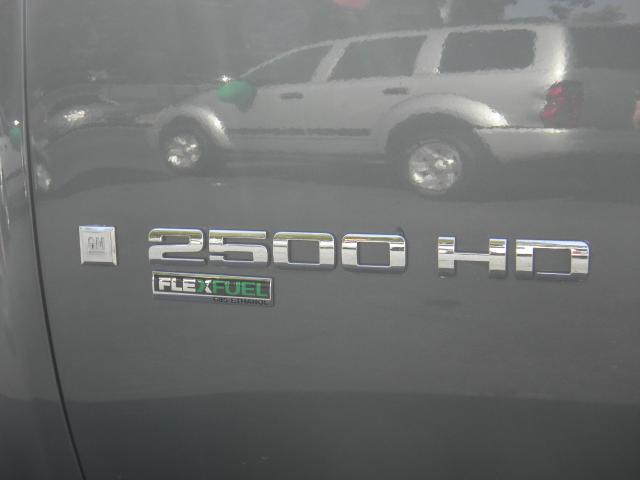 GM
2500 HD
FLEXFUEL
E85 ETHANOL